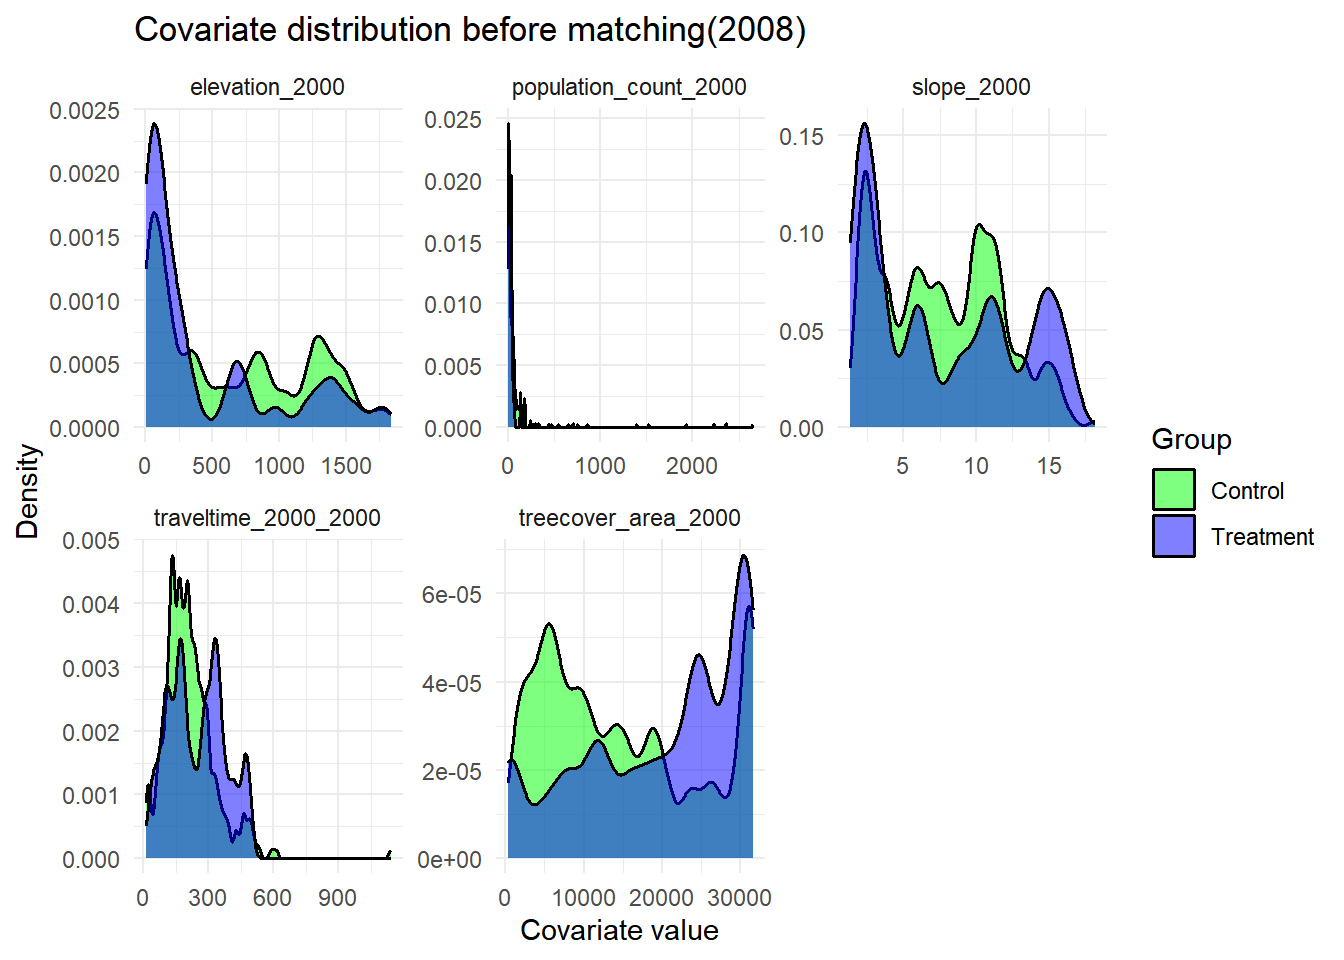 Covariate distribution before matching(2008)
elevation_2000
population_count_2000
slope_2000
0.0025
0.0020
0.0015
0.0010
0.0005
0.0000
0.025
0.020
0.015
0.010
0.005
0.000
0.15
0.10
0.05
0.00
0 500 1000 1500
0 1000 2000
5 10 15
Density
traveltime_2000_2000
treecover_area_2000
0.005
0.004
0.003
0.002
0.001
0.000
6e-05
4e-05
2e-05
0e+00
0 300 600 900
0 10000 20000 30000
Covariate value
Group
Control
Treatment